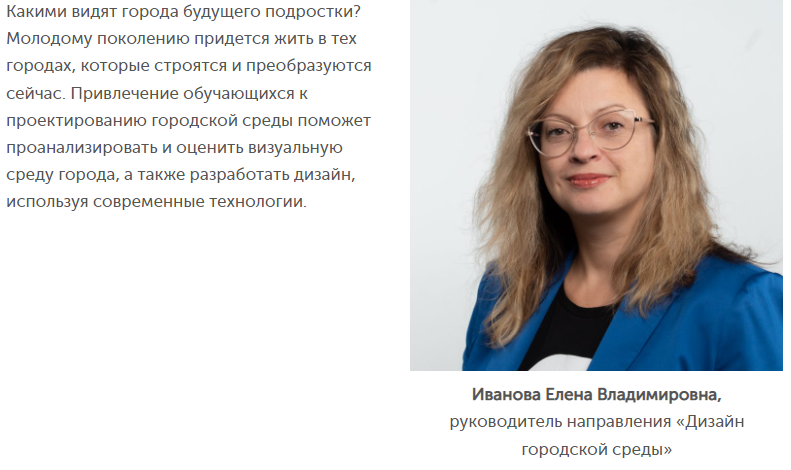 Какими видят города будущего подростки?
Молодому поколению придется жить в тех
городах, которые строятся и преобразуются
сейчас. Привлечение обучающихся к
проектированию городской среды поможет
проанализировать и оценить визуальную
среду города, а также разработать дизайн,
используя современные технологии.
Иванова Елена Владимировна,
руководитель направления «Дизайн
городской среды»